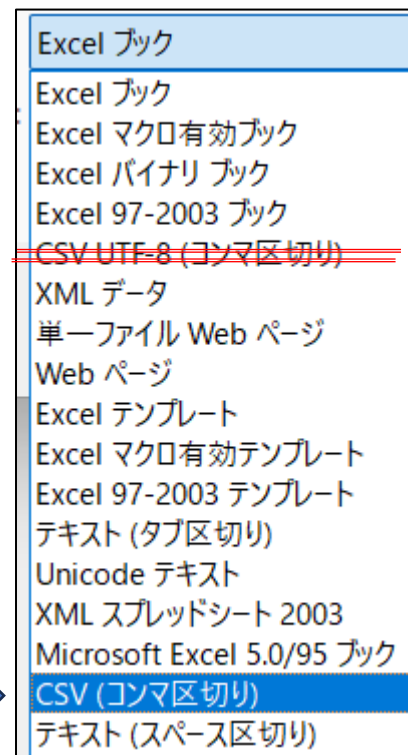 Excel ブック
Excel ブック
Excel マクロ有効ブック
Excel バイナリ ブック
Excel 97-2003 ブック
CSV UTF-8 (コンマ区切り)
XML データ
単一ファイル Web ページ
Web ページ
Excel テンプレート
Excel マクロ有効テンプレート
Excel 97-2003 テンプレート
テキスト (タブ区切り)
Unicode テキスト
XML スプレッドシート 2003
Microsoft Excel 5.0/95 ブック
CSV (コンマ区切り)
テキスト (スペース区切り)